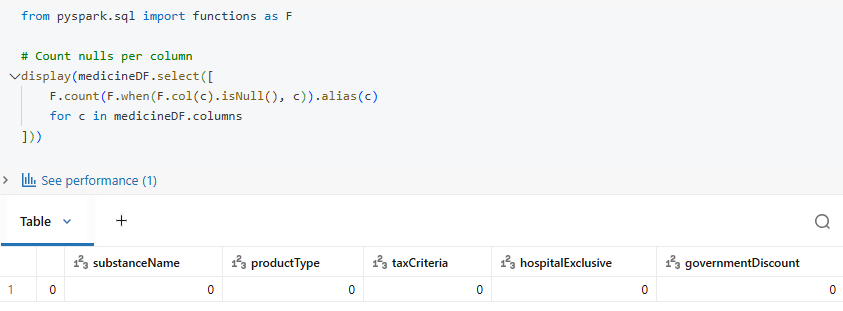 from pyspark.sql import functions as F
# Count nulls per column
display(medicineDF.select([
    F.count(F.when(F.col(c).isNull(), c)).alias(c)
    for c in medicineDF.columns
]))
See performance (1)
Table +
123 substanceName 123 productType 123 taxCriteria 123 hospitalExclusive 123 governmentDiscount
1 0 0 0 0 0 0